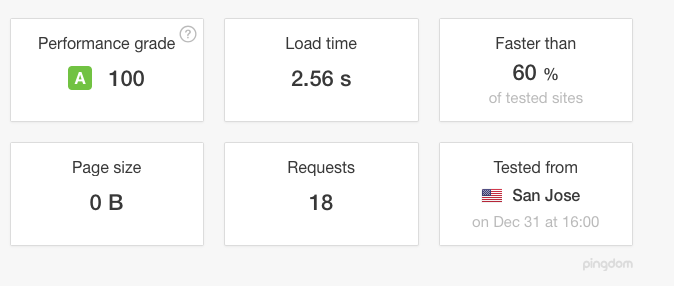 Performance grade ?
A 100
Load time
2.56 s
Faster than
60 %
of tested sites
Page size
0 B
Requests
18
Tested from
San Jose
on Dec 31 at 16:00
pingdom